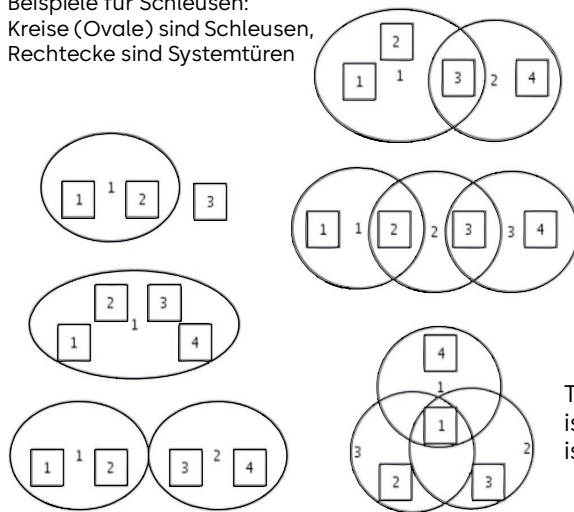 Beispiele für Schleusen:
Kreise (Ovale) sind Schleusen,
Rechtecke sind Systemtüren
2
1 1 3 2 4
1 1 2 3
1 1 2 2 3 3 4
2 3
1
1 4
4
1
1
3 2
2 3
1 1 2 3 2 4